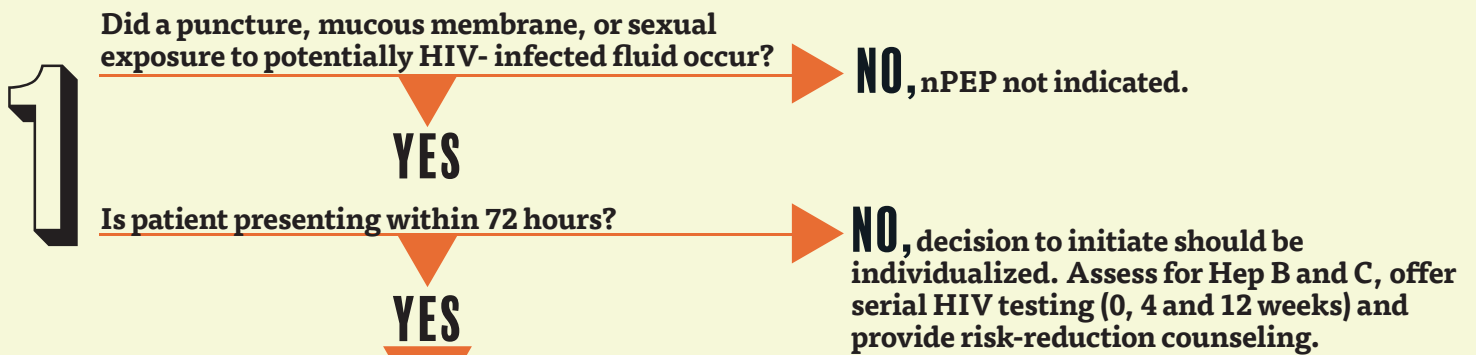 1
Did a puncture, mucous membrane, or sexual
exposure to potentially HIV- infected fluid occur?
NO, nPEP not indicated.
YES
Is patient presenting within 72 hours?
NO, decision to initiate should be
individualized. Assess for Hep B and C, offer
serial HIV testing (0, 4 and 12 weeks) and
provide risk-reduction counseling.
YES